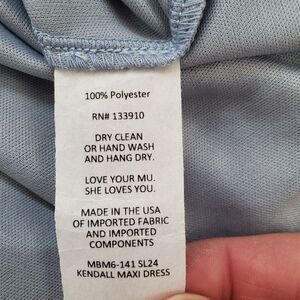 100% Polyester
RN# 133910
DRY CLEAN
OR HAND WASH
AND HANG DRY.
LOVE YOUR MU.
SHE LOVES YOU.
MADE IN THE USA
OF IMPORTED FABRIC
AND IMPORTED
COMPONENTS
MBM6-141 SL24
KENDALL MAXI DRESS